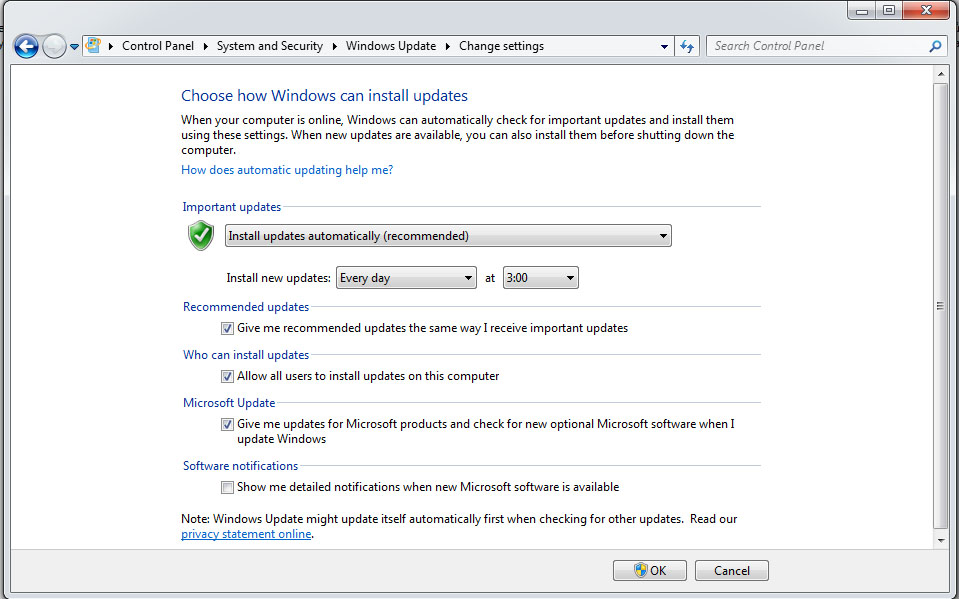 Control Panel System and Security Windows Update Change settings
Search Control Panel
Choose how Windows can install updates
When your computer is online, Windows can automatically check for important updates and install them
using these settings. When new updates are available, you can also install them before shutting down the
computer.
How does automatic updating help me?
Important updates
Install updates automatically (recommended)
Install new updates: Every day at 3:00
Recommended updates
Give me recommended updates the same way I receive important updates
Who can install updates
Allow all users to install updates on this computer
Microsoft Update
Give me updates for Microsoft products and check for new optional Microsoft software when I
update Windows
Software notifications
Show me detailed notifications when new Microsoft software is available
Note: Windows Update might update itself automatically first when checking for other updates. Read our
privacy statement online.
OK Cancel